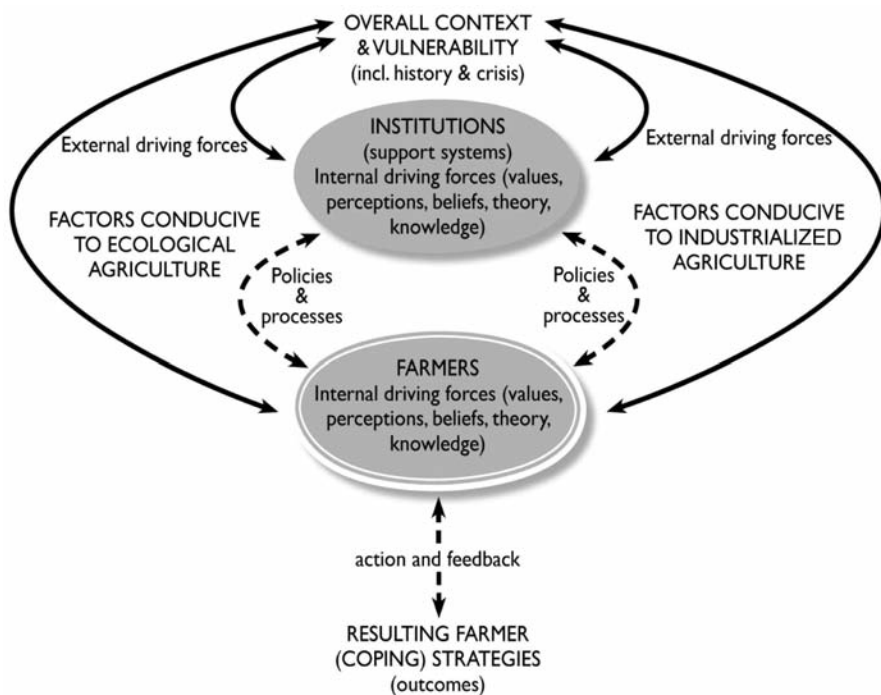 OVERALL CONTEXT
& VULNERABILITY
(incl. history & crisis)
External driving forces
External driving forces
INSTITUTIONS
(support systems)
Internal driving forces (values,
perceptions, beliefs, theory,
knowledge)
FACTORS CONDUCIVE
TO ECOLOGICAL
AGRICULTURE
FACTORS CONDUCIVE
TO INDUSTRIALIZED
AGRICULTURE
Policies
&
processes
Policies
&
processes
FARMERS
Internal driving forces (values,
perceptions, beliefs, theory,
knowledge)
action and feedback
RESULTING FARMER
(COPING) STRATEGIES
(outcomes)